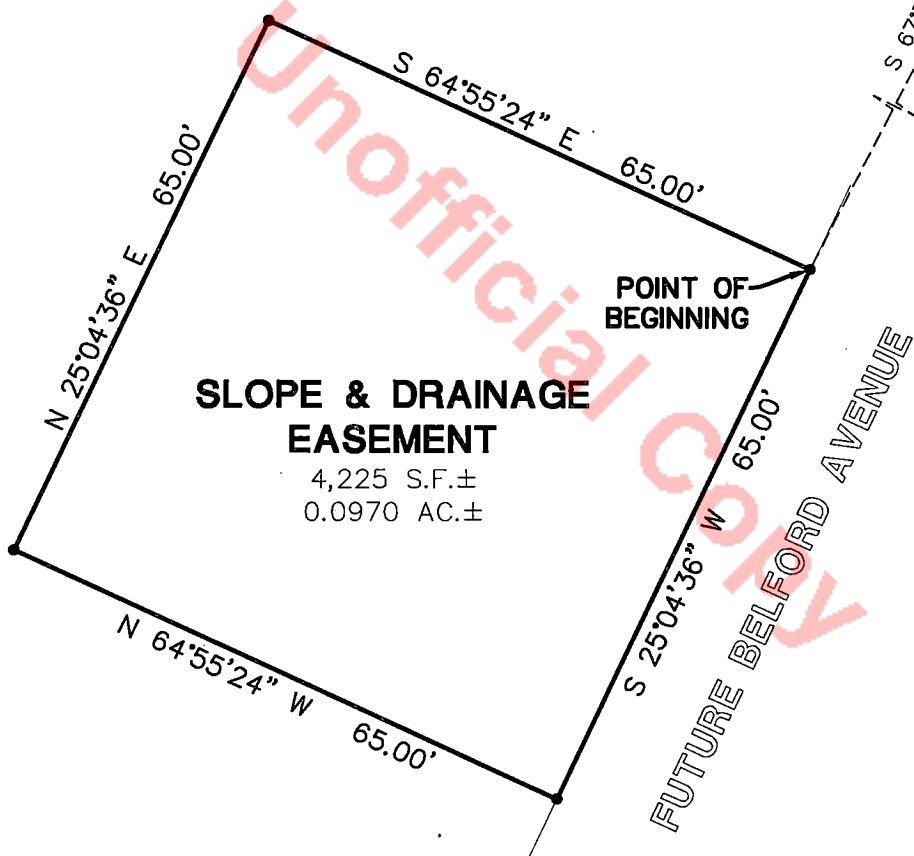 S 67°
S 64°55'24" E 65.00'
N 25°04'36" E 65.00'
POINT OF
BEGINNING
SLOPE & DRAINAGE
EASEMENT
4,225 S.F.±
0.0970 AC.±
S 25°04'36" W 65.00'
N 64°55'24" W 65.00'
FUTURE BELFORD AVENUE
Unofficial Copy